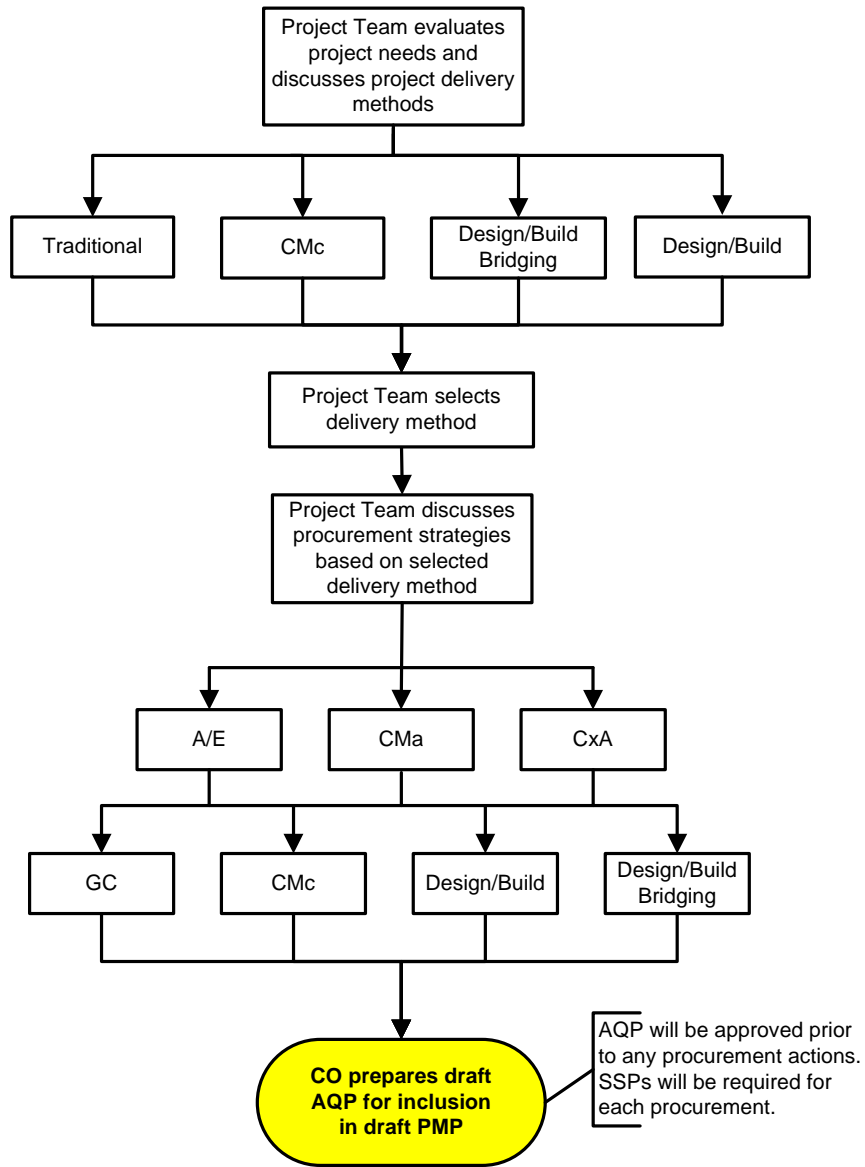 Project Team evaluates
project needs and
discusses project delivery
methods
Traditional
CMc
Design/Build
Bridging
Design/Build
Project Team selects
delivery method
Project Team discusses
procurement strategies
based on selected
delivery method
A/E
CMa
CxA
GC
CMc
Design/Build
Design/Build
Bridging
CO prepares draft
AQP for inclusion
in draft PMP
AQP will be approved prior
to any procurement actions.
SSPs will be required for
each procurement.